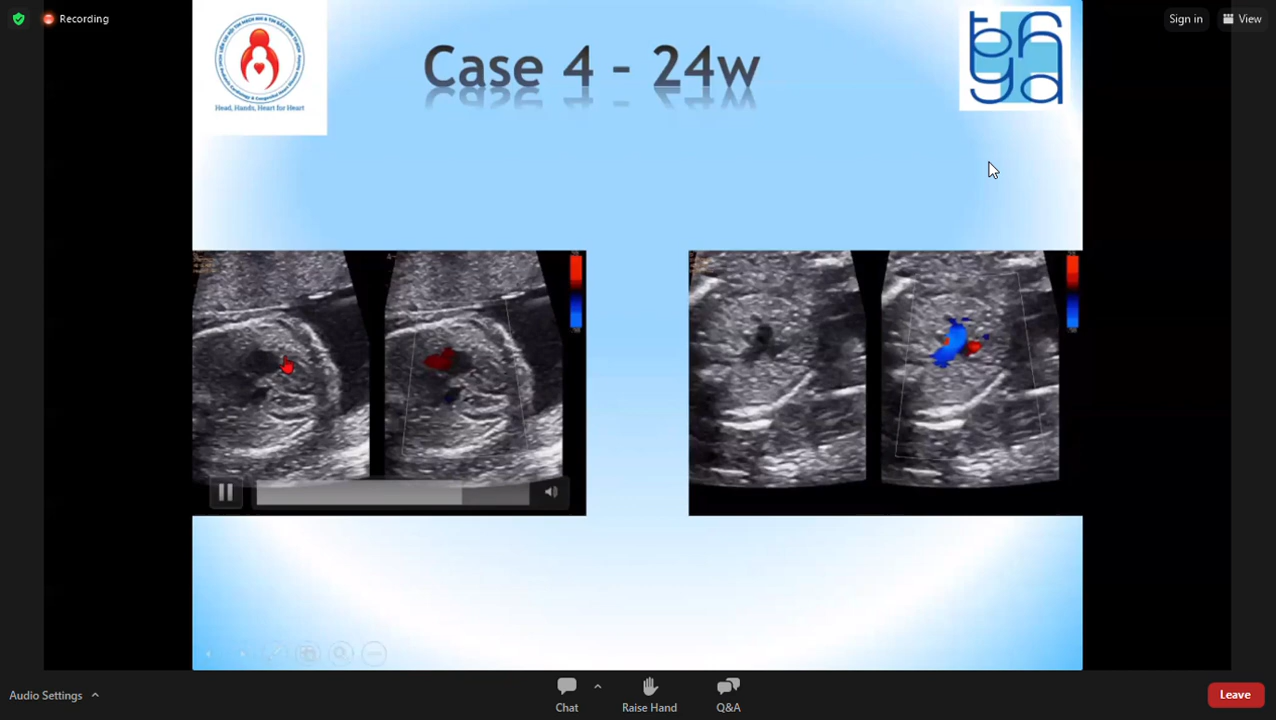 Recording
Sign in
View
Case 4 - 24w
Head, Hands, Heart for Heart
Audio Settings
Chat
Raise Hand
Q&A
Leave